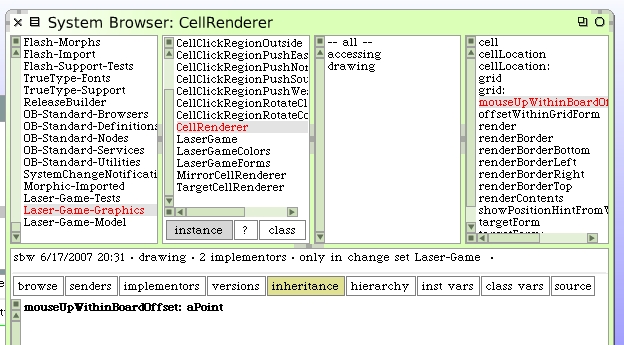 System Browser: CellRenderer
Flash-Morphs
Flash-Import
Flash-Support-Tests
TrueType-Fonts
TrueType-Support
ReleaseBuilder
OB-Standard-Browsers
OB-Standard-Definitions
OB-Standard-Nodes
OB-Standard-Services
OB-Standard-Utilities
SystemChangeNotificati
Morphic-Imported
Laser-Game-Tests
Laser-Game-Graphics
Laser-Game-Model
CellClickRegionOutside
CellClickRegionPushEas
CellClickRegionPushNor
CellClickRegionPushSou
CellClickRegionPushWe
CellClickRegionRotateCl
CellClickRegionRotateCo
CellRenderer
LaserGame
LaserGameColors
LaserGameForms
MirrorCellRenderer
TargetCellRenderer
instance ? class
-- all --
accessing
drawing
cell
cellLocation
cellLocation:
grid
grid:
mouseUpWithinBoardOf
offsetWithinGridForm
render
renderBorder
renderBorderBottom
renderBorderLeft
renderBorderRight
renderBorderTop
renderContents
showPositionHintFromW
targetForm
targetForm:
sbw 6/17/2007 20:31 · drawing · 2 implementors · only in change set Laser-Game ·
browse senders implementors versions inheritance hierarchy inst vars class vars source
mouseUpWithinBoardOffset: aPoint